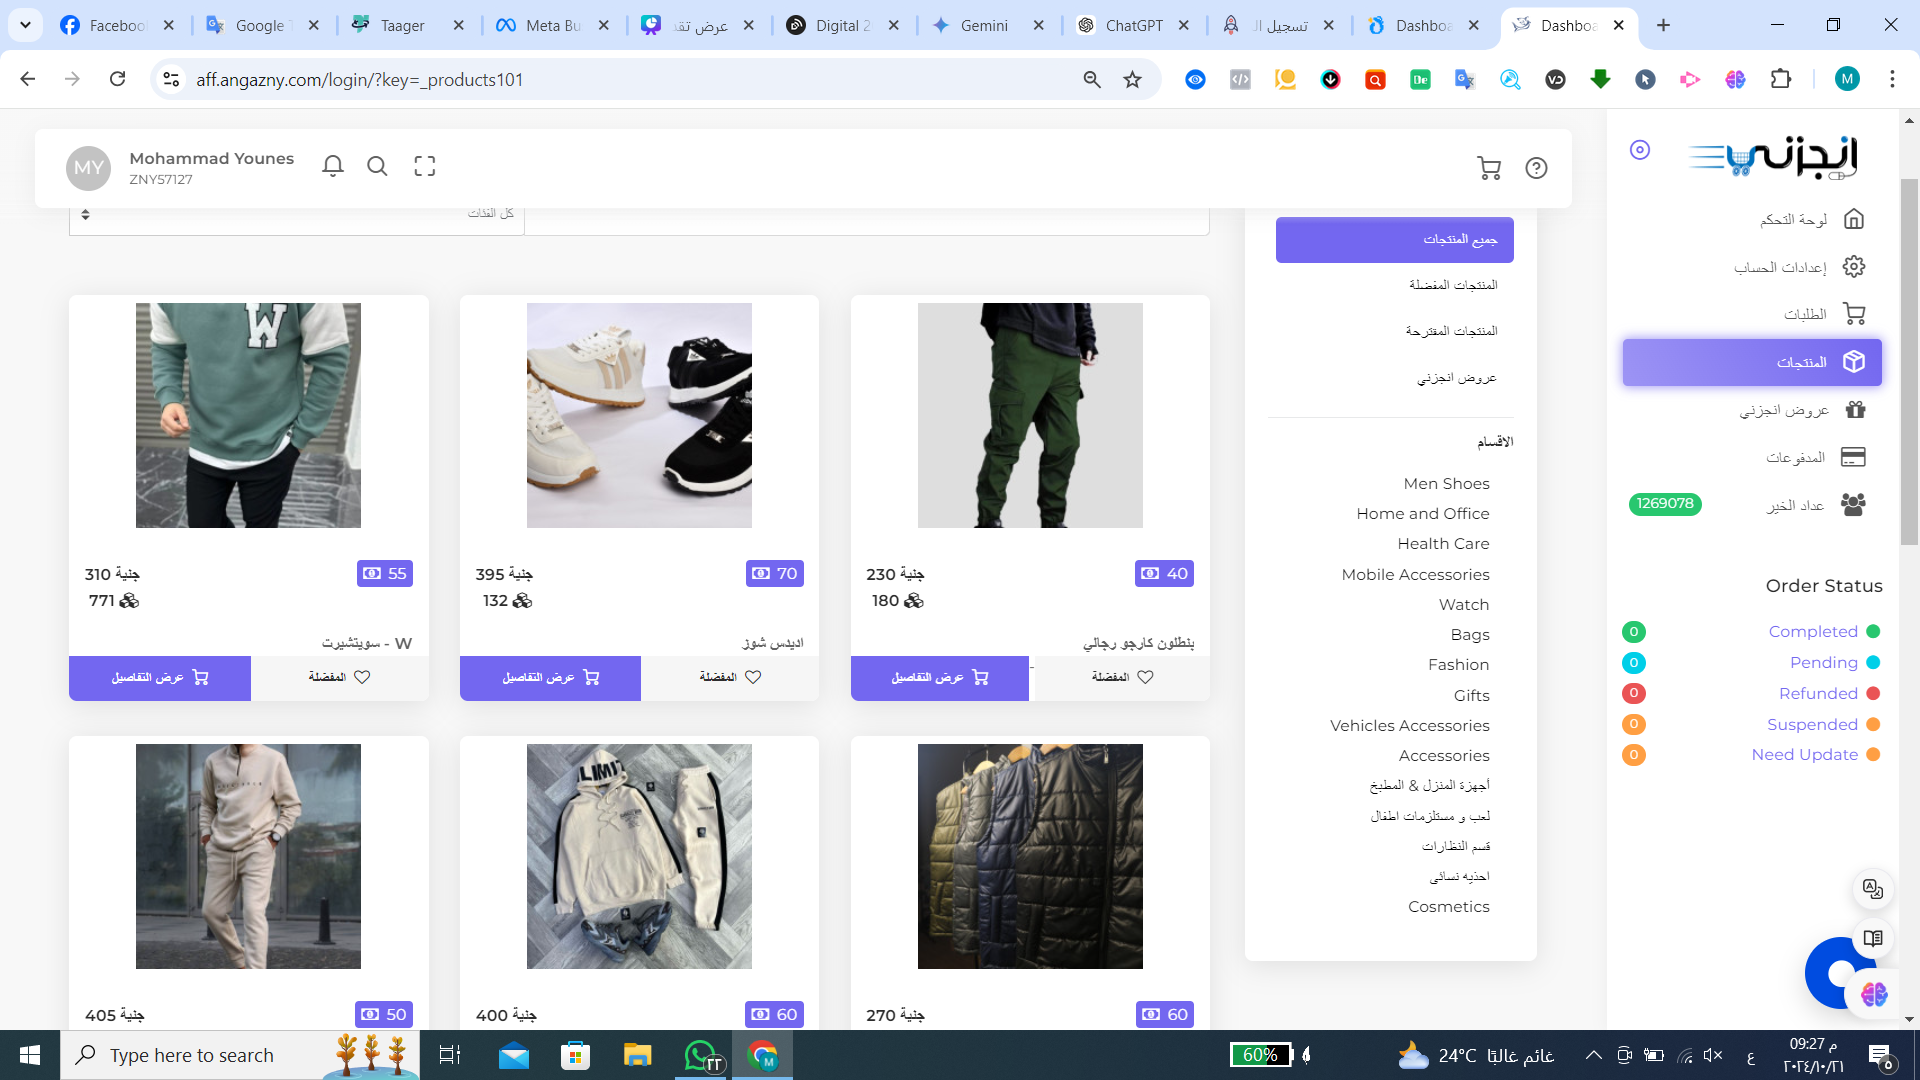 Facebook
Google T
Taager
Meta Bu
عرض تقد
Digital 2
Gemini
ChatGPT
تسجيل ال
Dashboa
Dashboa
aff.angazny.com/login/?key=_products101
M
MY
Mohammad Younes
ZNY57127
كل الفئات
جنية 310
55
771
W - سويتشيرت
عرض التفاصيل
المفضلة
جنية 395
70
132
اديدس شوز
عرض التفاصيل
المفضلة
جنية 230
40
180
بنطلون كارجو رجالي
-
عرض التفاصيل
المفضلة
LIMIT
جنية 405
50
جنية 400
60
جنية 270
60
جميع المنتجات
المنتجات المفضلة
المنتجات المقترحة
عروض انجزني
الاقسام
Men Shoes
Home and Office
Health Care
Mobile Accessories
Watch
Bags
Fashion
Gifts
Vehicles Accessories
Accessories
أجهزة المنزل & المطبخ
لعب و مستلزمات اطفال
قسم النظارات
احذيه نسائى
Cosmetics
انجزني
لوحة التحكم
إعدادات الحساب
الطلبات
المنتجات
عروض انجزني
المدفوعات
عداد الخير
1269078
Order Status
Completed 0
Pending 0
Refunded 0
Suspended 0
Need Update 0
Type here to search
60%
24°C غائم غالبًا
ع
09:27 م
٢٠٢٤/١٠/٢١